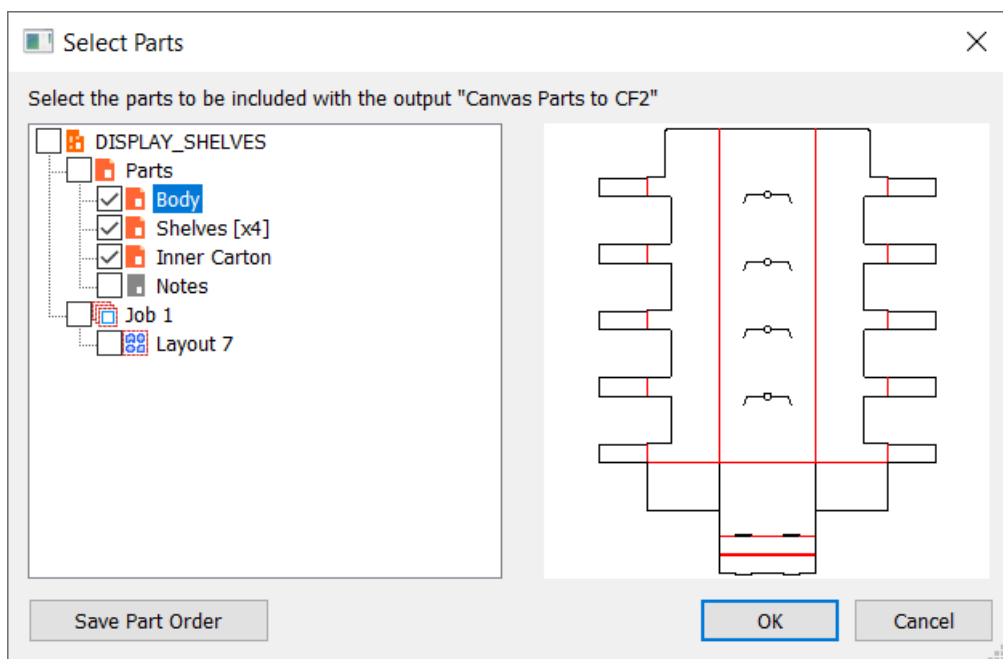 Select Parts
Select the parts to be included with the output "Canvas Parts to CF2"
DISPLAY_SHELVES
Parts
Body
Shelves [x4]
Inner Carton
Notes
Job 1
Layout 7
Save Part Order
OK
Cancel